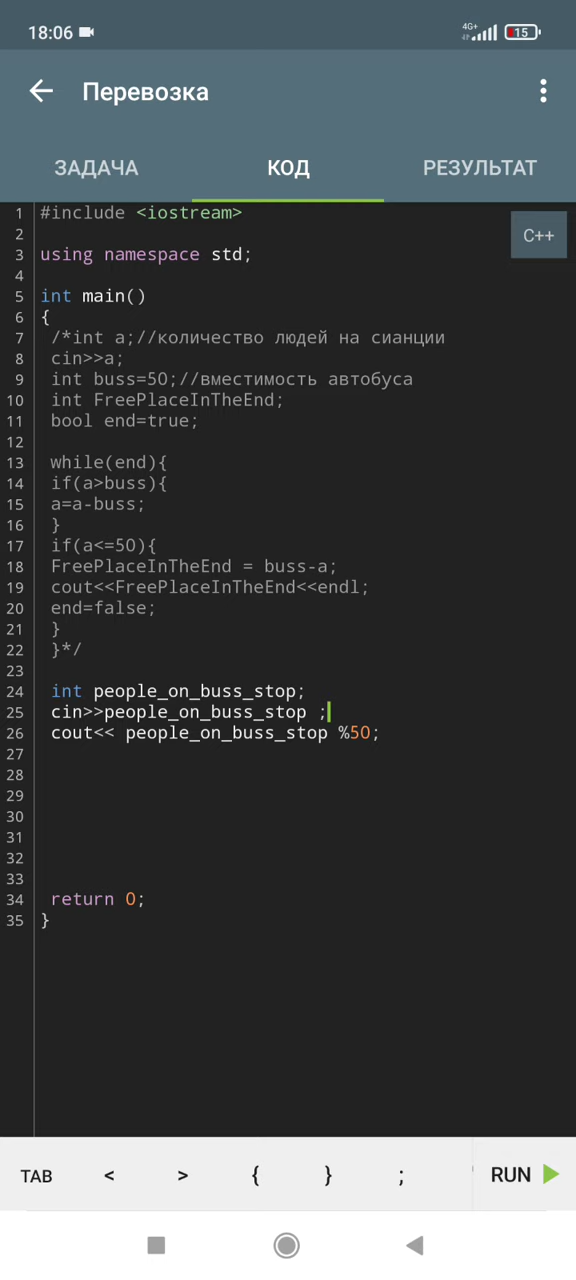 18:06 4G+ 15
Перевозка
ЗАДАЧА КОД РЕЗУЛЬТАТ
C++
1 #include <iostream>
2
3 using namespace std;
4
5 int main()
6 {
7 /*int a;//количество людей на сианции
8 cin>>a;
9 int buss=50;//вместимость автобуса
10 int FreePlaceInTheEnd;
11 bool end=true;
12
13 while(end){
14 if(a>buss){
15 a=a-buss;
16 }
17 if(a<=50){
18 FreePlaceInTheEnd = buss-a;
19 cout<<FreePlaceInTheEnd<<endl;
20 end=false;
21 }
22 }*/
23
24 int people_on_buss_stop;
25 cin>>people_on_buss_stop ;
26 cout<< people_on_buss_stop %50;
27
28
29
30
31
32
33
34 return 0;
35 }
TAB < > { } ; RUN